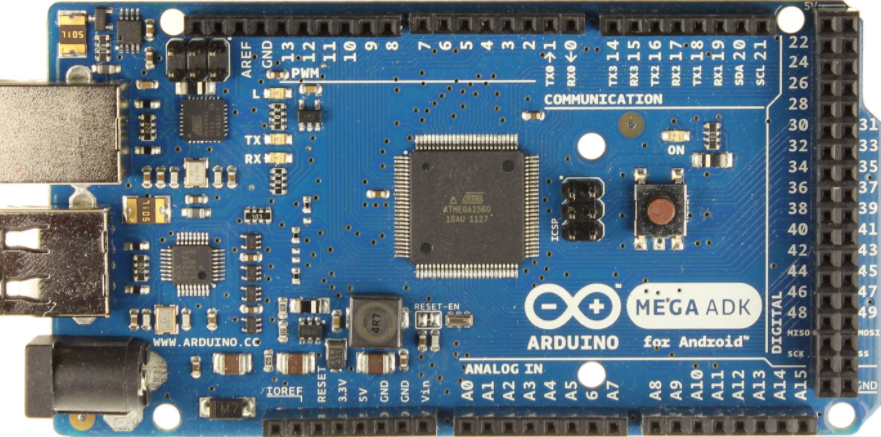 5V
AREF
GND
13
12
11
10
9
8
7
6
5
4
3
2
TX0→1
RX0←0
TX3 14
RX3 15
TX2 16
RX2 17
TX1 18
RX1 19
SDA 20
SCL 21
PWM
COMMUNICATION
L
TX
RX
ON
501L
501L
ATMEGA2560
16AU 1127
ICSP
22
24
26
28
30
32
34
36
38
40
42
44
46
48
31
33
35
37
39
41
43
45
47
49
MISO
MOSI
SCK
SS
GND
DIGITAL
RESET-EN
4R7
ARDUINO
MEGA ADK
for Android™
WWW.ARDUINO.CC
M7
IOREF
RESET
3.3V
5V
GND
GND
Vin
ANALOG IN
A0
A1
A2
A3
A4
A5
6
A7
A8
A9
A10
A11
A12
A13
A14
A15